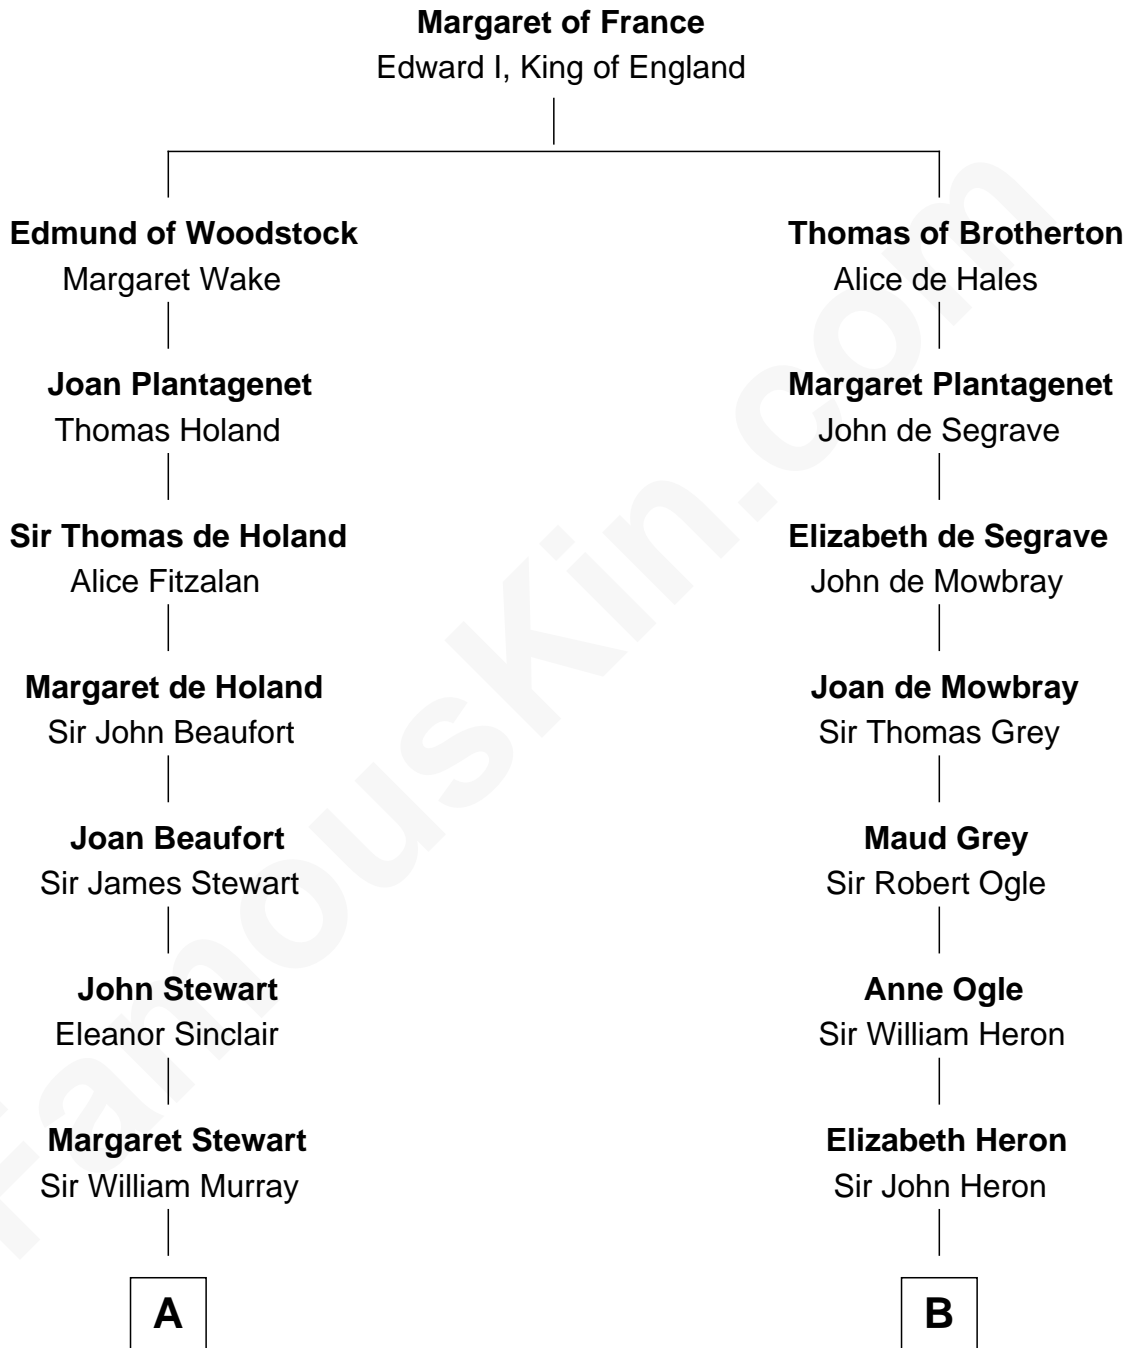 Margaret of France
Edward I, King of England
Edmund of Woodstock
Margaret Wake
Thomas of Brotherton
Alice de Hales
Joan Plantagenet
Thomas Holand
Margaret Plantagenet
John de Segrave
Sir Thomas de Holand
Alice Fitzalan
Elizabeth de Segrave
John de Mowbray
Margaret de Holand
Sir John Beaufort
Joan de Mowbray
Sir Thomas Grey
Joan Beaufort
Sir James Stewart
Maud Grey
Sir Robert Ogle
John Stewart
Eleanor Sinclair
Anne Ogle
Sir William Heron
Margaret Stewart
Sir William Murray
Elizabeth Heron
Sir John Heron
A
B
FamousKin.com